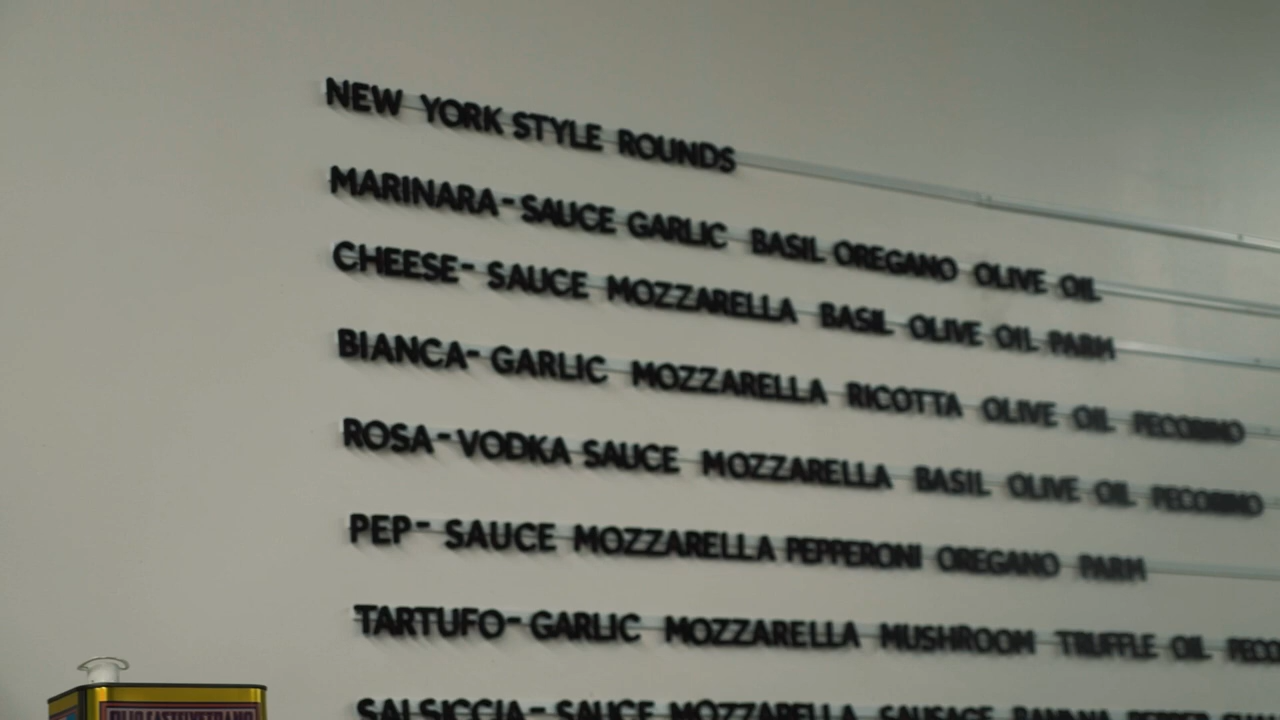 NEW YORK STYLE ROUNDS
MARINARA- SAUCE GARLIC BASIL OREGANO OLIVE OIL
CHEESE- SAUCE MOZZARELLA BASIL OLIVE OIL PARM
BIANCA- GARLIC MOZZARELLA RICOTTA OLIVE OIL PECORINO
ROSA- VODKA SAUCE MOZZARELLA BASIL OLIVE OIL PECORINO
PEP- SAUCE MOZZARELLA PEPPERONI OREGANO PARM
TARTUFO- GARLIC MOZZARELLA MUSHROOM TRUFFLE OIL PECO
SALSICCIA- SAUCE MOZZARELLA SAUSAGE BANANA PEPPER